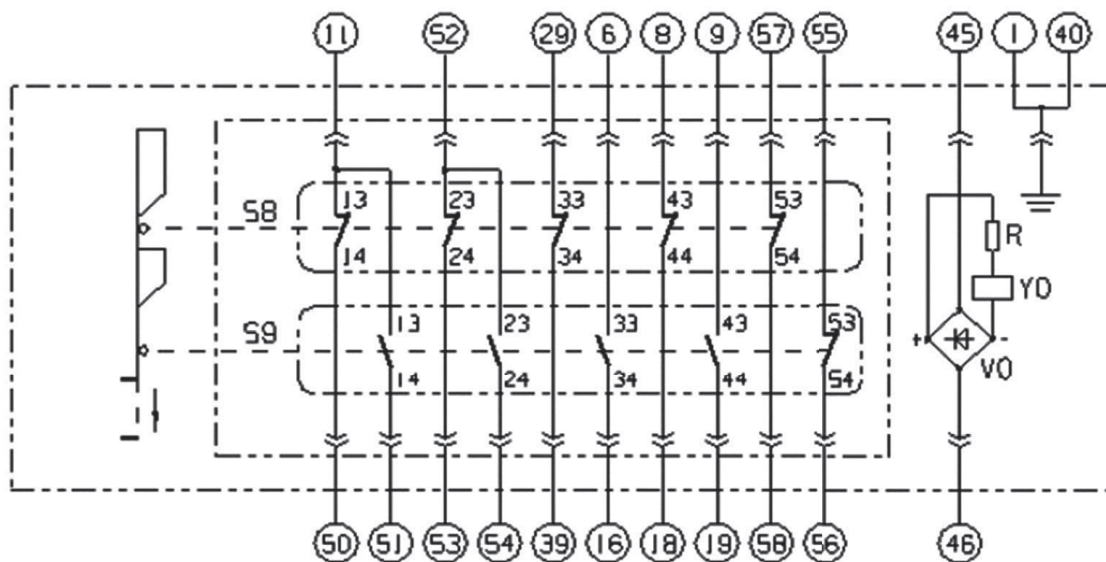 11 52 29 6 8 9 57 55 45 1 40
S8 13 23 33 43 53
14 24 34 44 54
R
Y0
S9 13 23 33 43 53
14 24 34 44 54
+ -
V0
50 51 53 54 39 16 18 19 58 56 46